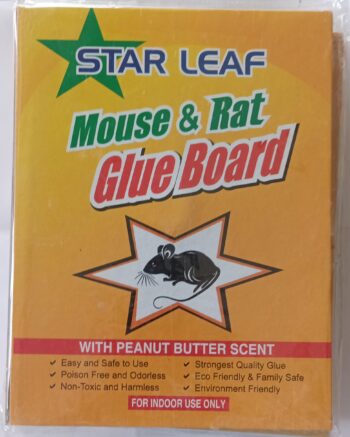 STAR LEAF
Mouse & Rat
Glue Board
WITH PEANUT BUTTER SCENT
✓ Easy and Safe to Use
✓ Strongest Quality Glue
✓ Poison Free and Odorless
✓ Eco Friendly & Family Safe
✓ Non-Toxic and Harmless
✓ Environment Friendly
FOR INDOOR USE ONLY